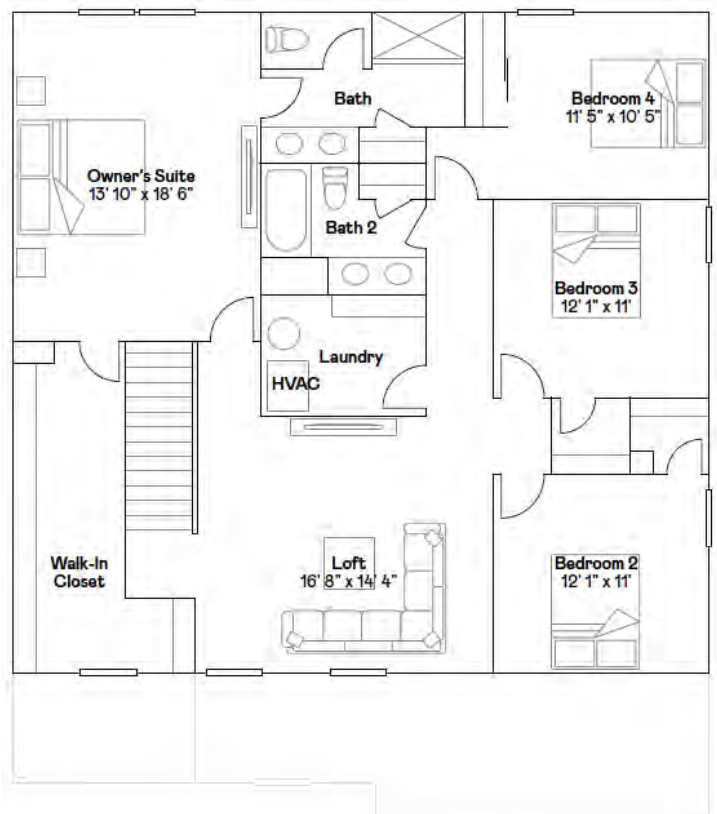 Bath
Bedroom 4
11' 5" x 10' 5"
Owner's Suite
13' 10" x 18' 6"
Bath 2
Bedroom 3
12' 1" x 11'
Laundry
HVAC
Walk-In
Closet
Loft
16' 8" x 14' 4"
Bedroom 2
12' 1" x 11'